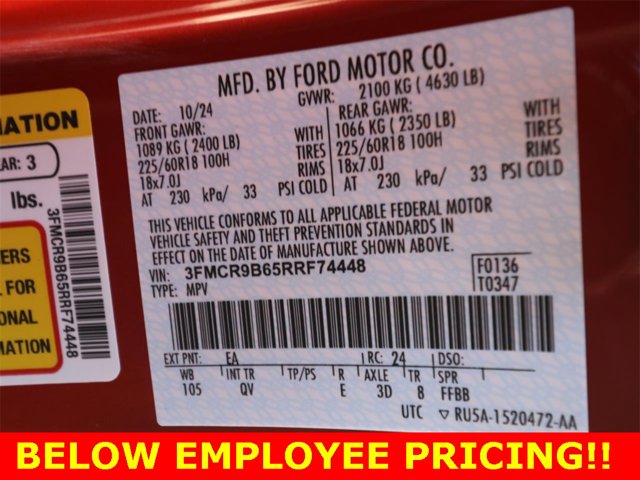 MFD. BY FORD MOTOR CO.
DATE: 10/24 GVWR: 2100 KG ( 4630 LB)
FRONT GAWR: WITH REAR GAWR: WITH
1089 KG ( 2400 LB) TIRES 1066 KG ( 2350 LB) TIRES
225/60R18 100H RIMS 225/60R18 100H RIMS
18x7.0J 18x7.0J
AT 230 kPa/ 33 PSI COLD AT 230 kPa/ 33 PSI COLD
THIS VEHICLE CONFORMS TO ALL APPLICABLE FEDERAL MOTOR
VEHICLE SAFETY AND THEFT PREVENTION STANDARDS IN
EFFECT ON THE DATE OF MANUFACTURE SHOWN ABOVE.
VIN: 3FMCR9B65RRF74448 F0136
TYPE: MPV T0347
EXT PNT: EA RC: 24 DSO:
WB INT TR TP/PS R AXLE TR SPR
105 QV E 3D 8 FFBB
UTC ▽ RU5A-1520472-AA
MATION
AR: 3
lbs.
3FMCR9B65RRF74448
ERS
L FOR
ONAL
MATION
BELOW EMPLOYEE PRICING!!